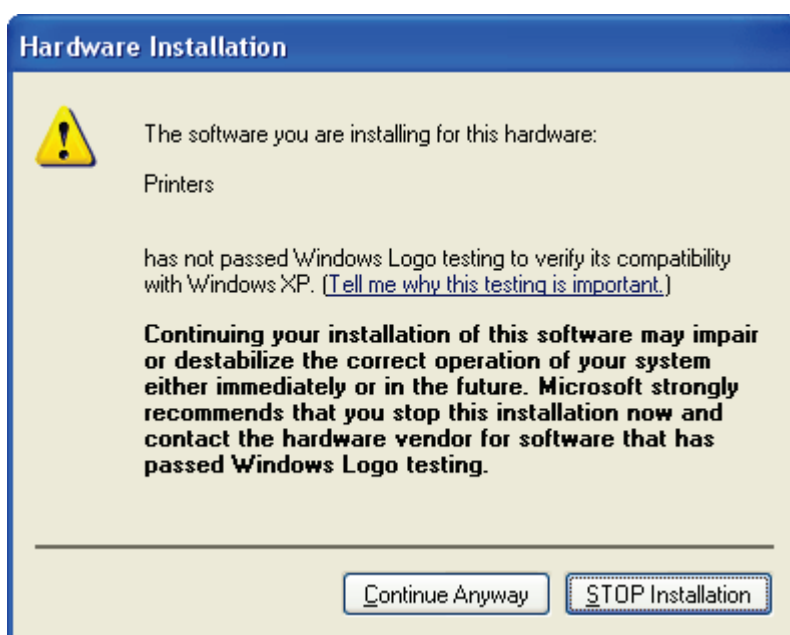 Hardware Installation
The software you are installing for this hardware:
Printers
has not passed Windows Logo testing to verify its compatibility
with Windows XP. (Tell me why this testing is important.)
Continuing your installation of this software may impair
or destabilize the correct operation of your system
either immediately or in the future. Microsoft strongly
recommends that you stop this installation now and
contact the hardware vendor for software that has
passed Windows Logo testing.
Continue Anyway
STOP Installation